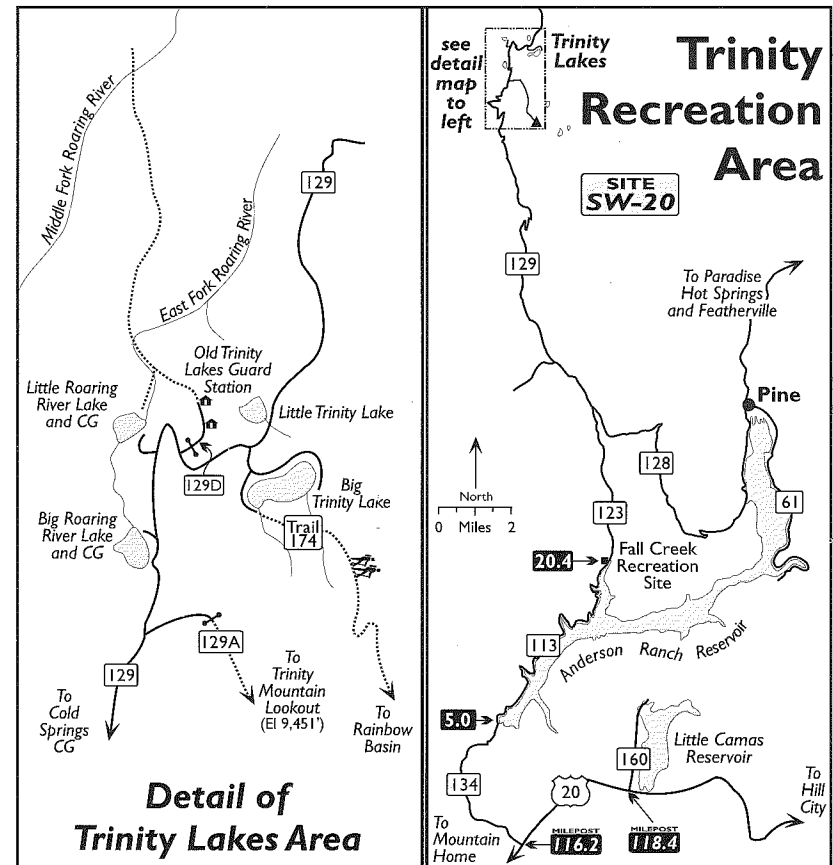 Middle Fork Roaring River
129
East Fork Roaring River
Old Trinity
Lakes Guard
Station
Little Roaring
River Lake
and CG
Little Trinity Lake
129D
Big
Trinity Lake
Trail
174
Big Roaring
River Lake
and CG
129A
129
To
Cold
Springs
CG
To
Trinity
Mountain
Lookout
(El 9,451')
To
Rainbow
Basin
Detail of
Trinity Lakes Area
see
detail
map
to
left
Trinity
Lakes
Trinity
Recreation
Area
SITE
SW-20
129
To Paradise
Hot Springs
and Featherville
Pine
128
61
North
0 Miles 2
123
20.4
Fall Creek
Recreation
Site
113
Anderson Ranch Reservoir
5.0
160
Little Camas
Reservoir
134
20
To
Hill
City
To
Mountain
Home
MILEPOST
116.2
MILEPOST
118.4